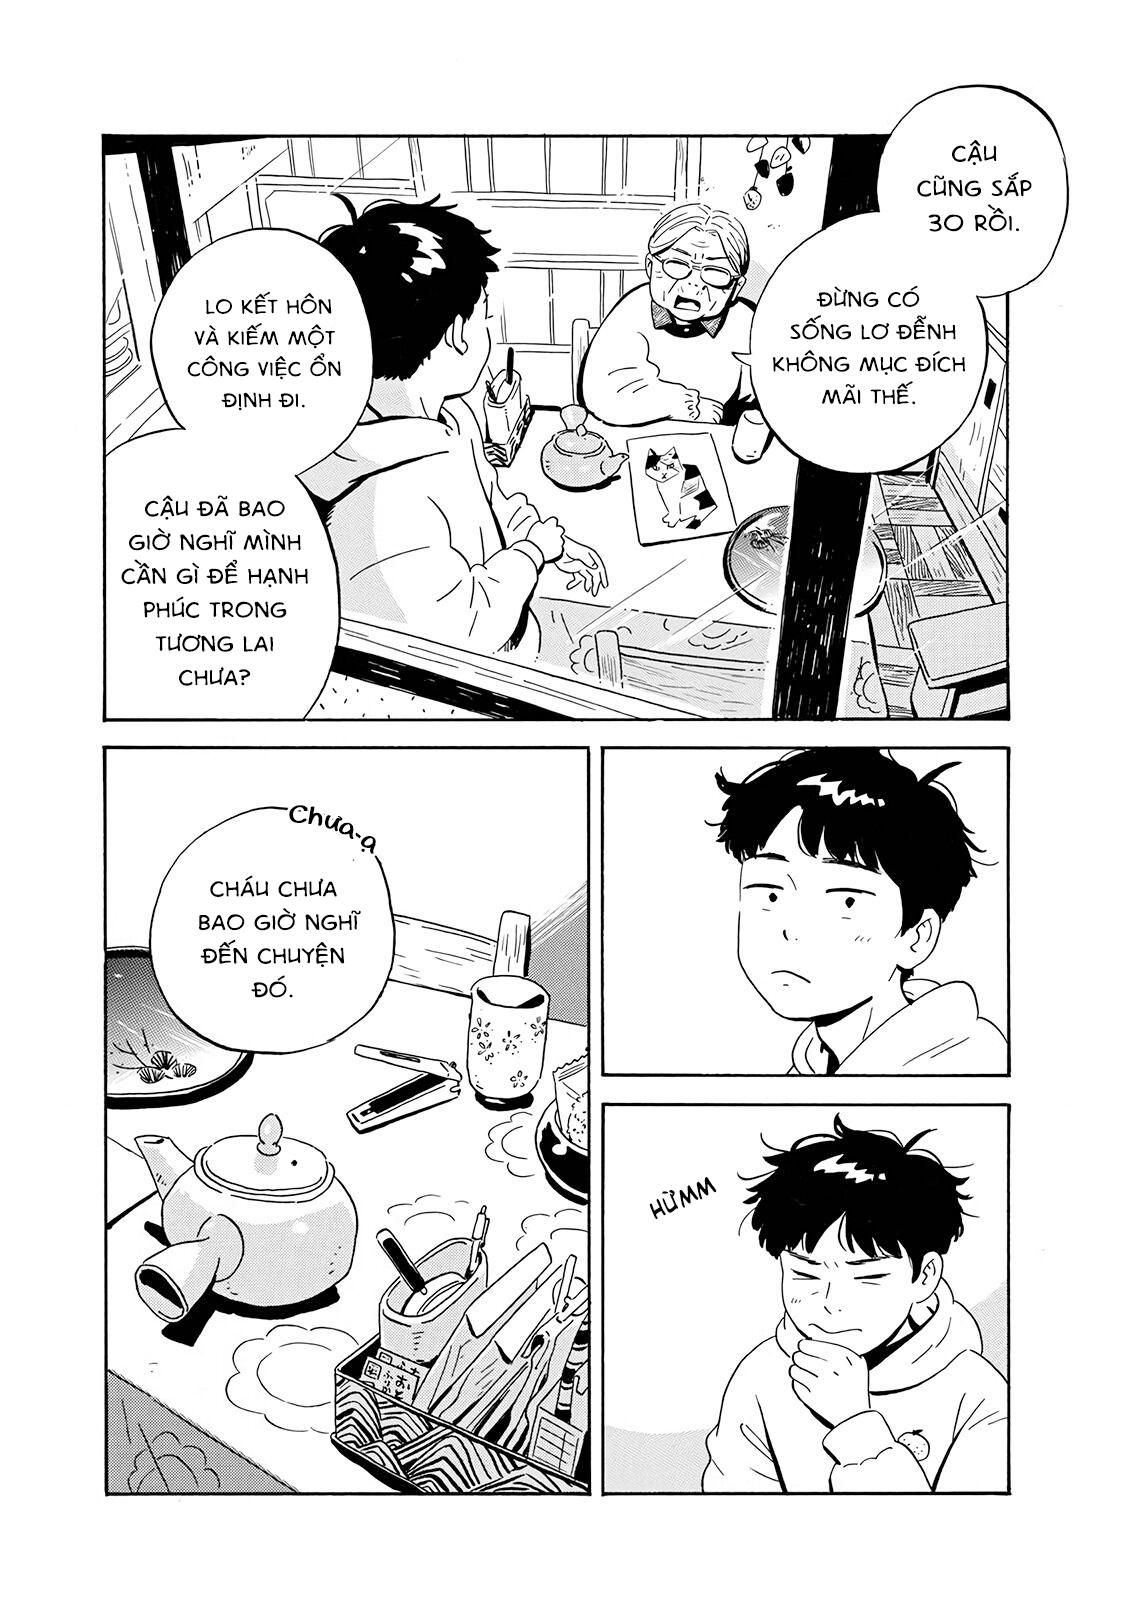 CẬU
CŨNG SẮP
30 RỒI.
ĐỪNG CÓ
SỐNG LƠ ĐỄNH
KHÔNG MỤC ĐÍCH
MÃI THẾ.
LO KẾT HÔN
VÀ KIẾM MỘT
CÔNG VIỆC ỔN
ĐỊNH ĐI.
CẬU ĐÃ BAO
GIỜ NGHĨ MÌNH
CẦN GÌ ĐỂ HẠNH
PHÚC TRONG
TƯƠNG LAI
CHƯA?
Chưa-ạ
CHÁU CHƯA
BAO GIỜ NGHĨ
ĐẾN CHUYỆN
ĐÓ.
HỪMM